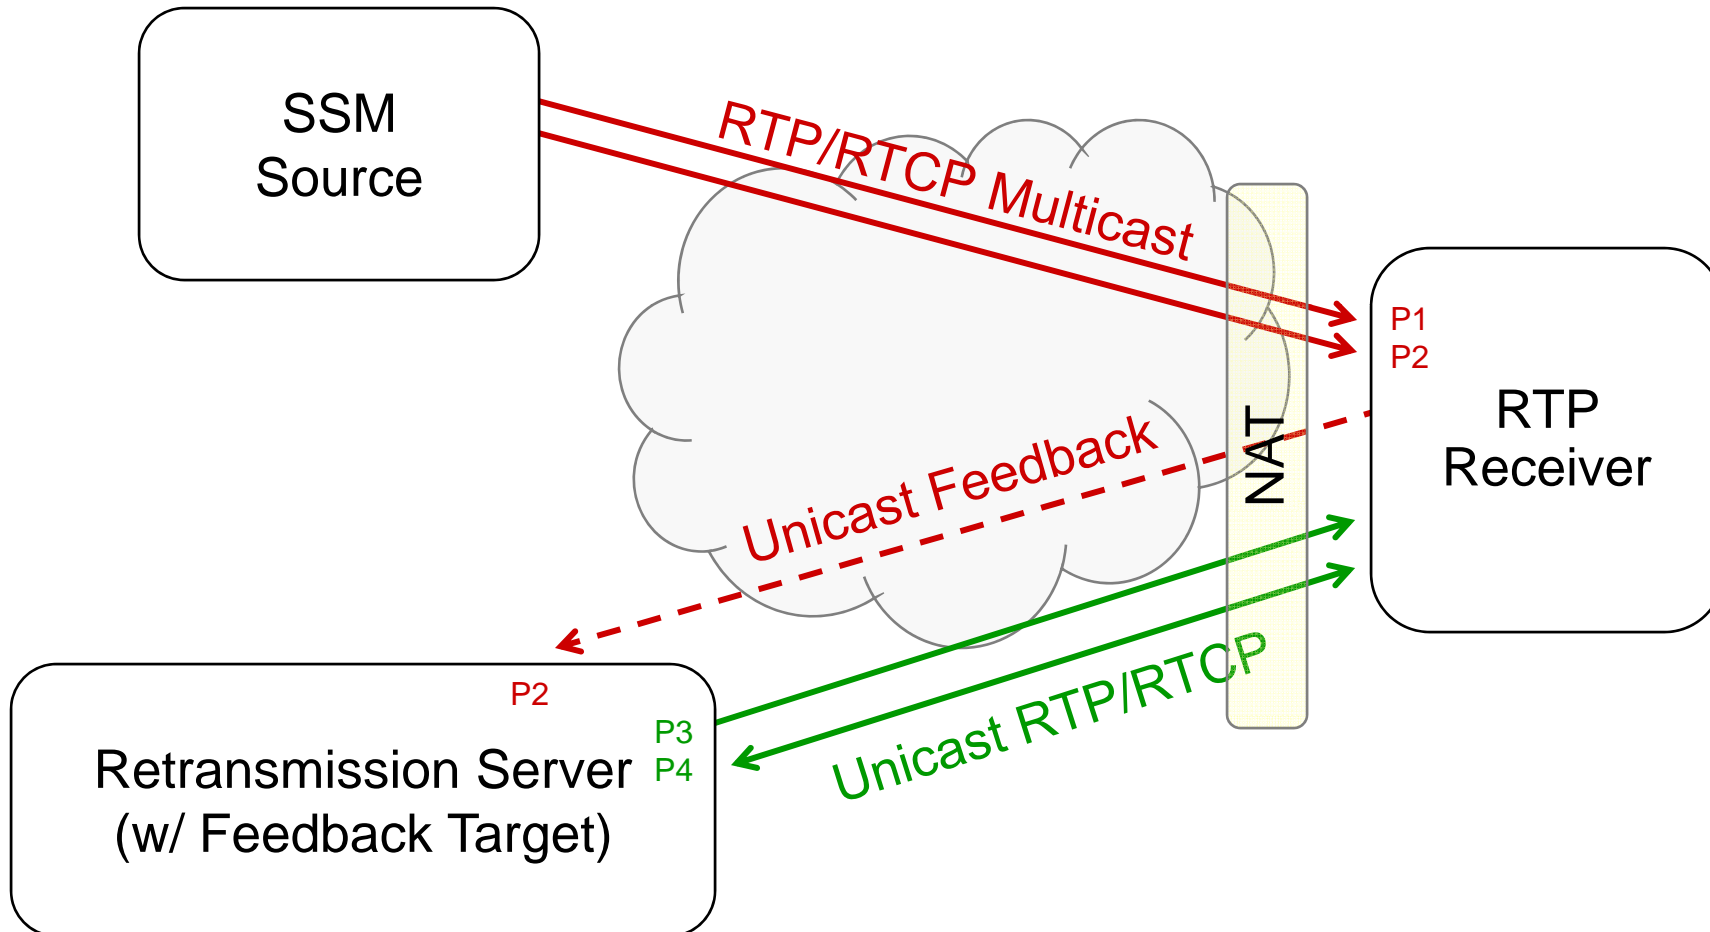 SSM
Source
RTP/RTCP Multicast
P1
P2
RTP
Receiver
NAT
Unicast Feedback
P2
P3
P4
Unicast RTP/RTCP
Retransmission Server
(w/ Feedback Target)